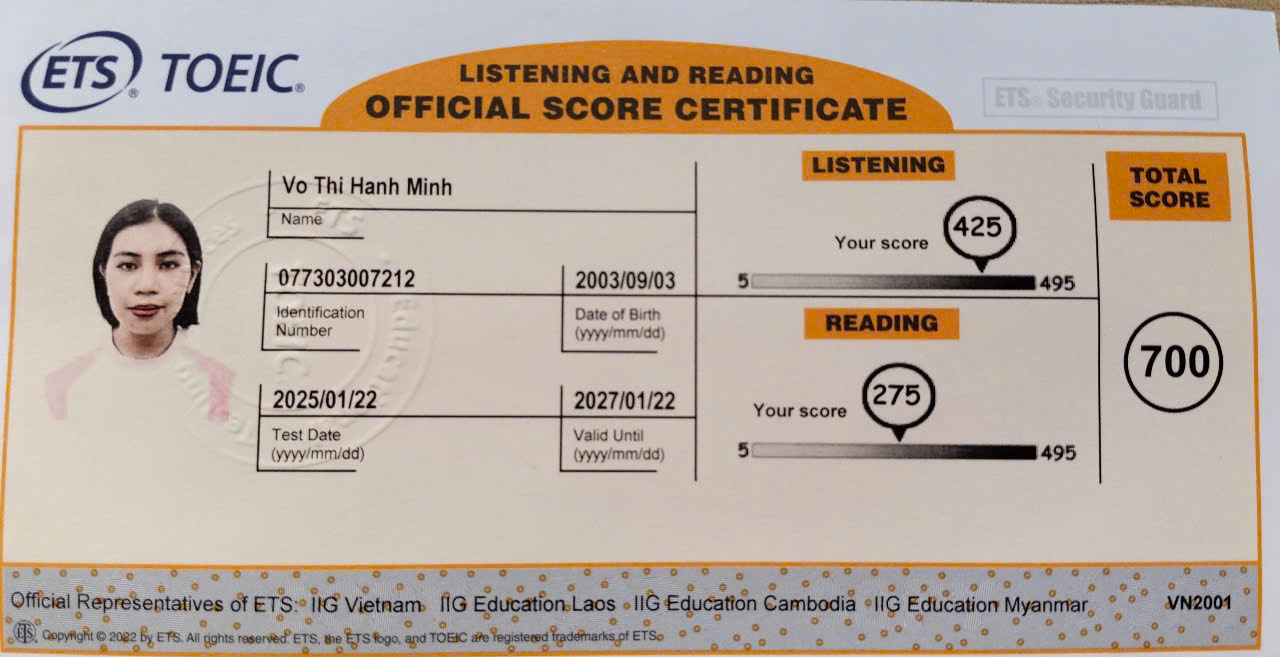 ETS® TOEIC®
LISTENING AND READING
OFFICIAL SCORE CERTIFICATE
ETS® Security Guard
Vo Thi Hanh Minh
Name
077303007212
Identification
Number
2003/09/03
Date of Birth
(yyyy/mm/dd)
2025/01/22
Test Date
(yyyy/mm/dd)
2027/01/22
Valid Until
(yyyy/mm/dd)
LISTENING
Your score
425
5
495
READING
Your score
275
5
495
TOTAL
SCORE
700
Official Representatives of ETS: IIG Vietnam IIG Education Laos IIG Education Cambodia IIG Education Myanmar
VN2001
ETS Copyright © 2022 by ETS. All rights reserved. ETS, the ETS logo, and TOEIC are registered trademarks of ETS.